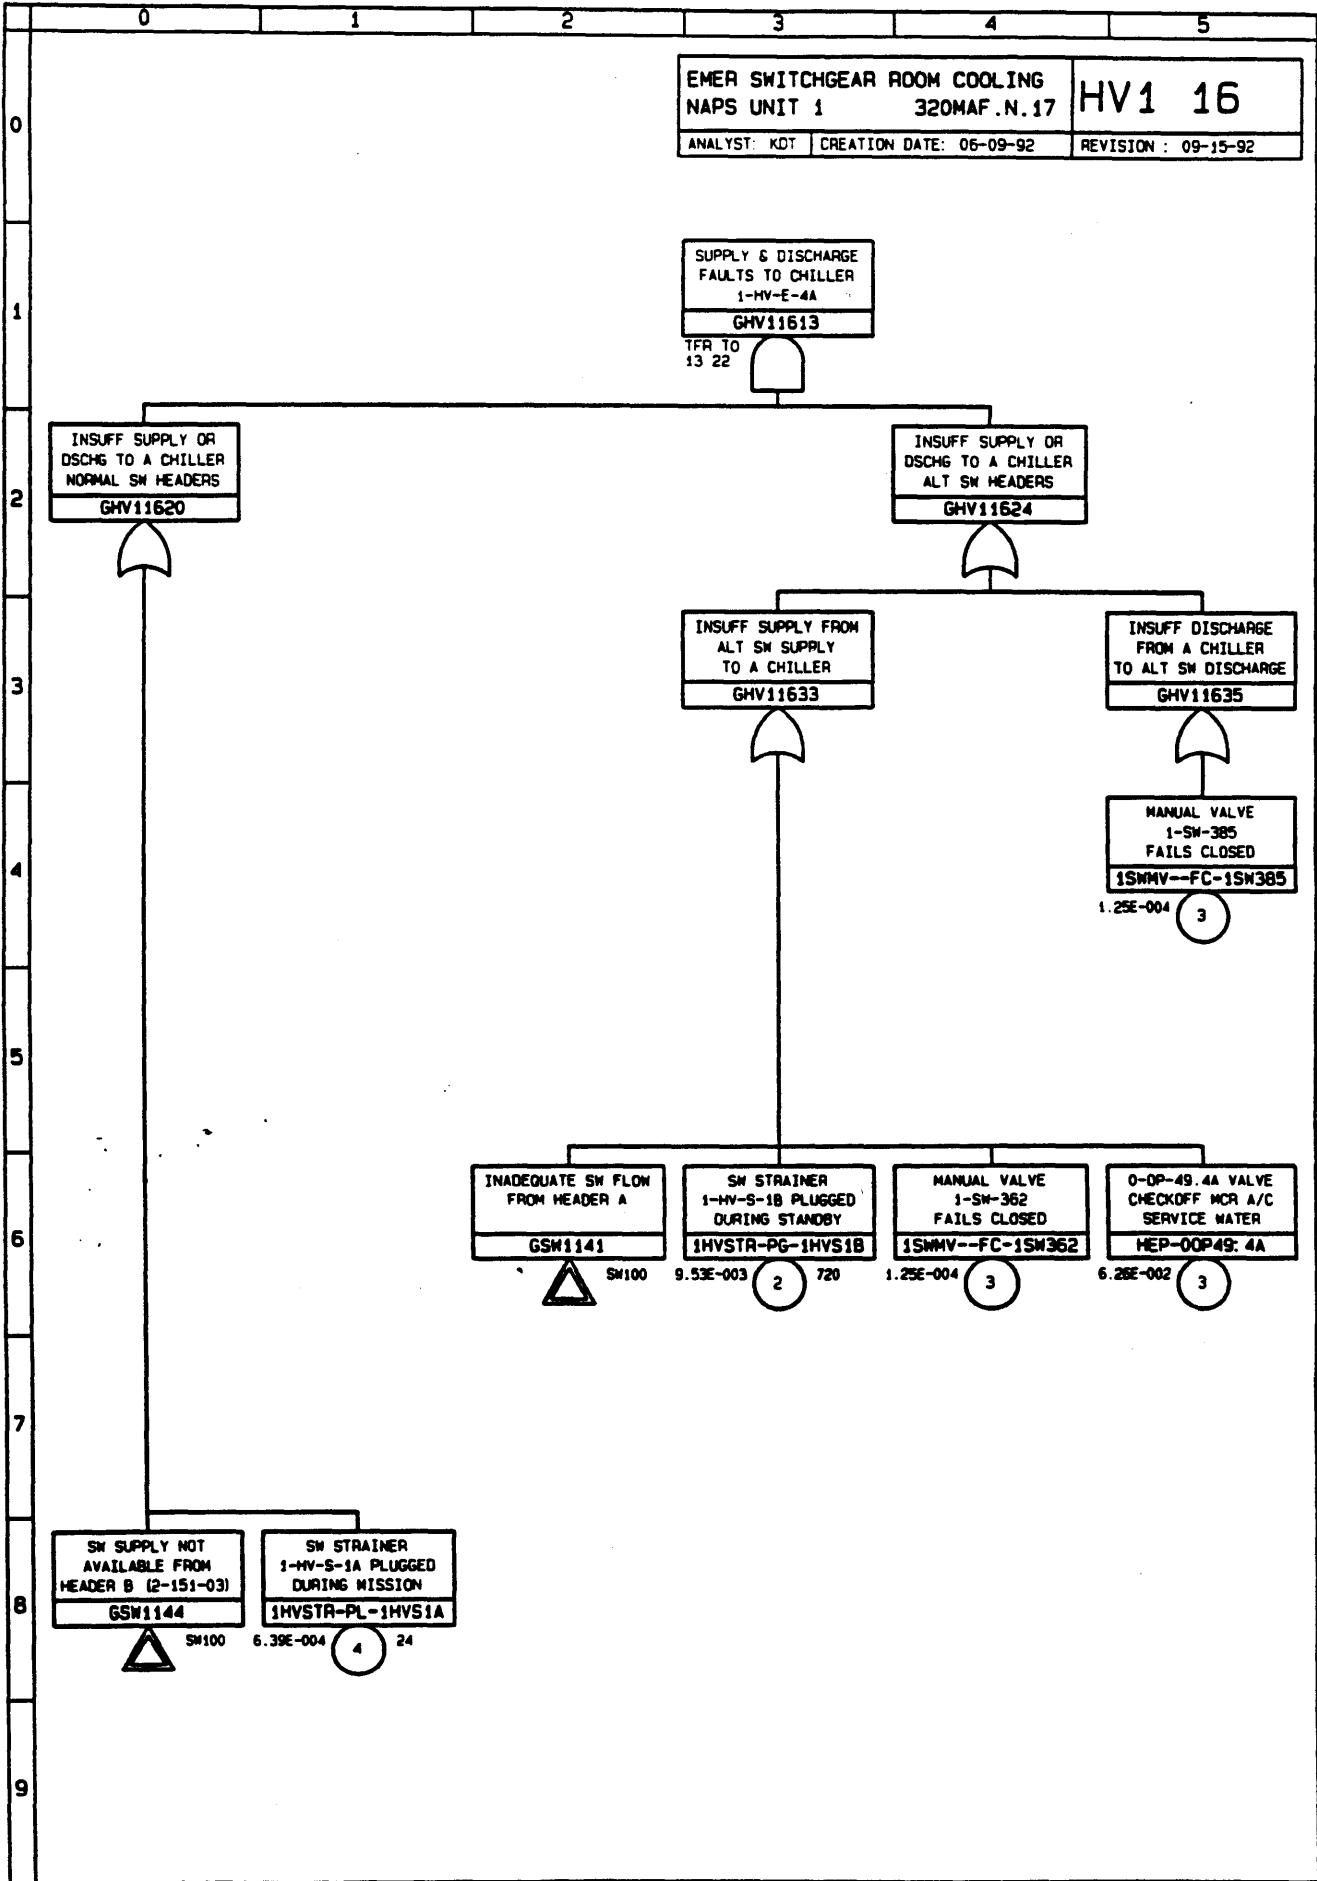 0 1 2 3 4 5
EMER SWITCHGEAR ROOM COOLING
NAPS UNIT 1 320MAF.N.17
HV1 16
ANALYST: KDT CREATION DATE: 06-09-92 REVISION : 09-15-92
0
SUPPLY & DISCHARGE
FAULTS TO CHILLER
1-HV-E-4A
GHV11613
TFR TO
13 22
1
INSUFF SUPPLY OR
DSCHG TO A CHILLER
NORMAL SW HEADERS
GHV11620
INSUFF SUPPLY OR
DSCHG TO A CHILLER
ALT SW HEADERS
GHV11624
2
INSUFF SUPPLY FROM
ALT SW SUPPLY
TO A CHILLER
GHV11633
INSUFF DISCHARGE
FROM A CHILLER
TO ALT SW DISCHARGE
GHV11635
3
MANUAL VALVE
1-SW-385
FAILS CLOSED
1SWMV--FC-1SW385
1.25E-004 3
4
5
INADEQUATE SW FLOW
FROM HEADER A
GSW1141
SW100
SW STRAINER
1-HV-S-1B PLUGGED
DURING STANDBY
1HVSTR-PG-1HVS1B
9.53E-003 2 720
MANUAL VALVE
1-SW-362
FAILS CLOSED
1SWMV--FC-1SW362
1.25E-004 3
0-OP-49.4A VALVE
CHECKOFF MCR A/C
SERVICE WATER
HEP-0OP49:4A
6.26E-002 3
6
7
SW SUPPLY NOT
AVAILABLE FROM
HEADER B (2-151-03)
GSW1144
SW100
SW STRAINER
1-HV-S-1A PLUGGED
DURING MISSION
1HVSTR-PL-1HVS1A
6.39E-004 4 24
8
9